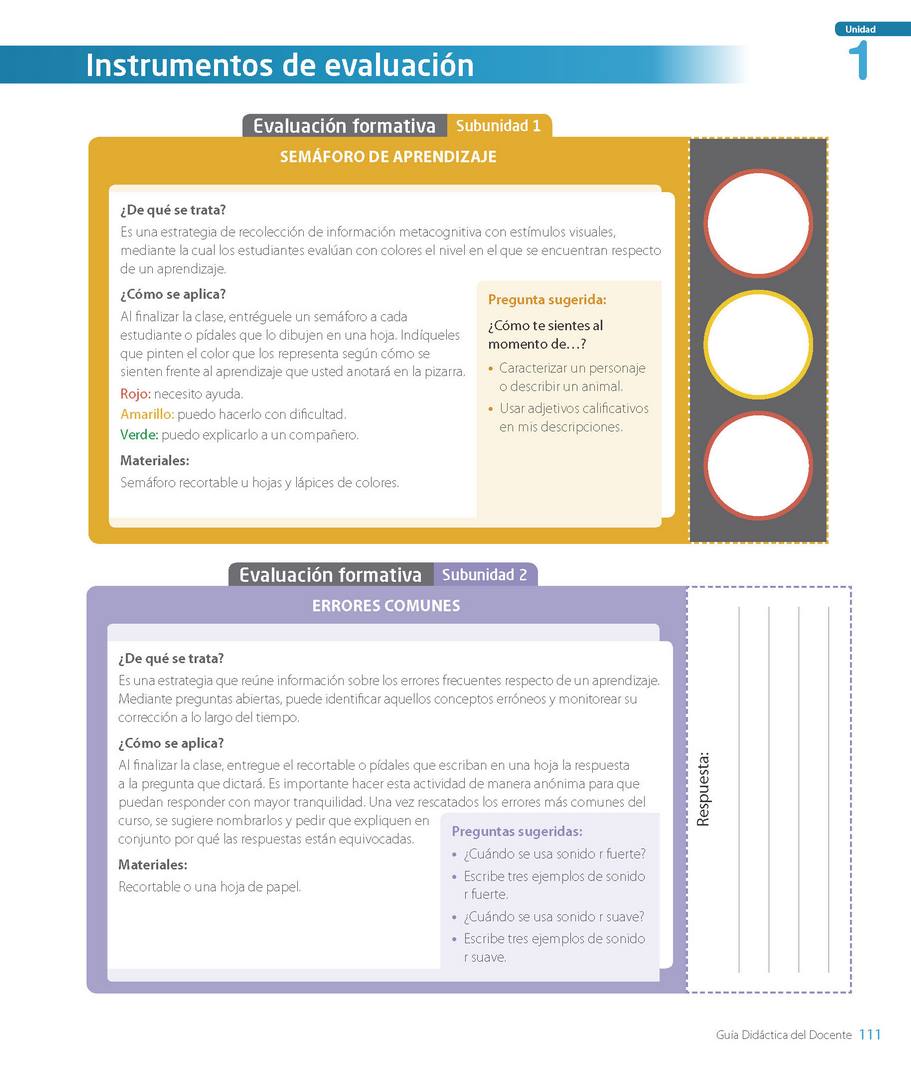 Unidad
1
Instrumentos de evaluación
Evaluación formativa Subunidad 1
SEMÁFORO DE APRENDIZAJE
¿De qué se trata?
Es una estrategia de recolección de información metacognitiva con estímulos visuales,
mediante la cual los estudiantes evalúan con colores el nivel en el que se encuentran respecto
de un aprendizaje.
¿Cómo se aplica?
Al finalizar la clase, entréguele un semáforo a cada
estudiante o pídales que lo dibujen en una hoja. Indíqueles
que pinten el color que los representa según cómo se
sienten frente al aprendizaje que usted anotará en la pizarra.
Rojo: necesito ayuda.
Amarillo: puedo hacerlo con dificultad.
Verde: puedo explicarlo a un compañero.
Materiales:
Semáforo recortable u hojas y lápices de colores.
Pregunta sugerida:
¿Cómo te sientes al
momento de…?
• Caracterizar un personaje
o describir un animal.
• Usar adjetivos calificativos
en mis descripciones.
Evaluación formativa Subunidad 2
ERRORES COMUNES
¿De qué se trata?
Es una estrategia que reúne información sobre los errores frecuentes respecto de un aprendizaje.
Mediante preguntas abiertas, puede identificar aquellos conceptos erróneos y monitorear su
corrección a lo largo del tiempo.
¿Cómo se aplica?
Al finalizar la clase, entregue el recortable o pídales que escriban en una hoja la respuesta
a la pregunta que dictará. Es importante hacer esta actividad de manera anónima para que
puedan responder con mayor tranquilidad. Una vez rescatados los errores más comunes del
curso, se sugiere nombrarlos y pedir que expliquen en
conjunto por qué las respuestas están equivocadas.
Materiales:
Recortable o una hoja de papel.
Preguntas sugeridas:
• ¿Cuándo se usa sonido r fuerte?
• Escribe tres ejemplos de sonido
r fuerte.
• ¿Cuándo se usa sonido r suave?
• Escribe tres ejemplos de sonido
r suave.
Respuesta:
Guía Didáctica del Docente 111